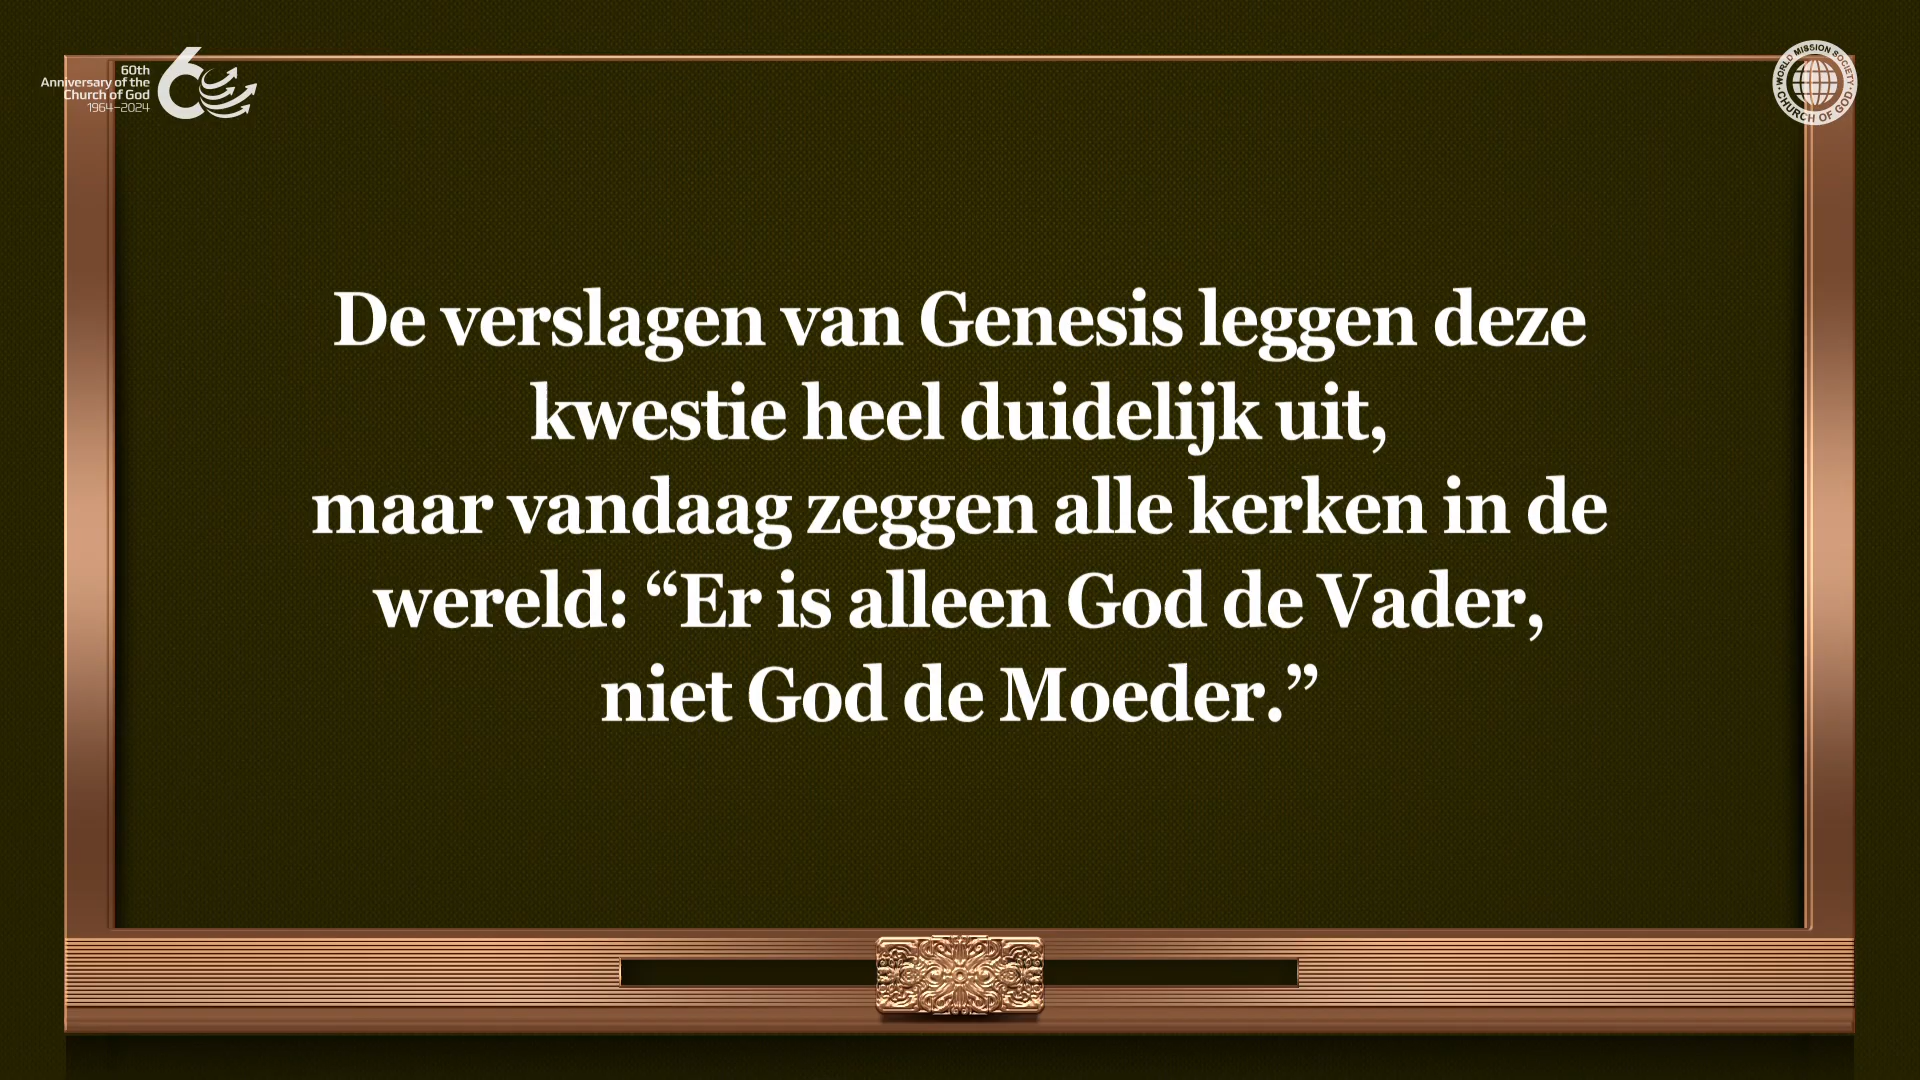 60th
Anniversary of the
Church of God
1964–2024
60
WORLD MISSION SOCIETY
CHURCH OF GOD
De verslagen van Genesis leggen deze
kwestie heel duidelijk uit,
maar vandaag zeggen alle kerken in de
wereld: “Er is alleen God de Vader,
niet God de Moeder.”